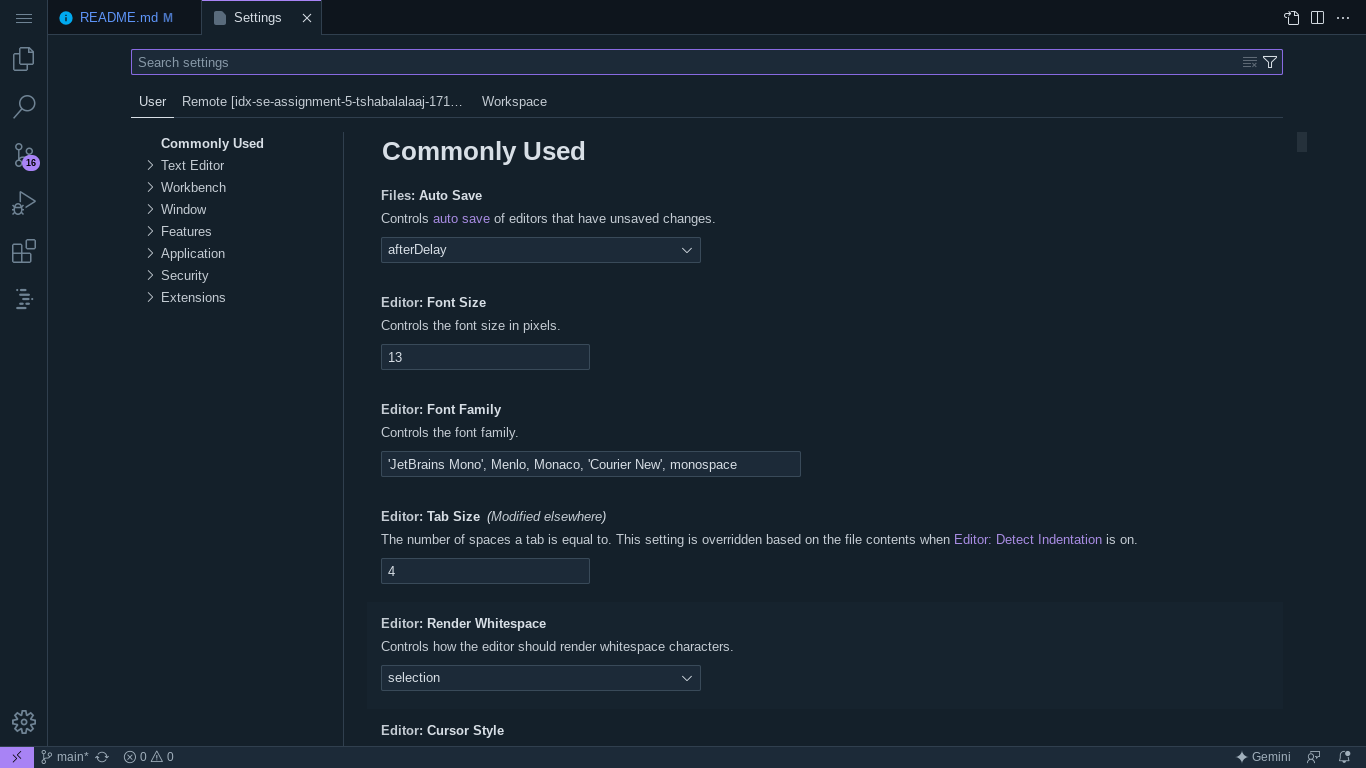 README.md M
Settings
Search settings
User Remote [idx-se-assignment-5-tshabalalaaj-171… Workspace
16
Commonly Used
Text Editor
Workbench
Window
Features
Application
Security
Extensions
Commonly Used
Files: Auto Save
Controls auto save of editors that have unsaved changes.
afterDelay
Editor: Font Size
Controls the font size in pixels.
13
Editor: Font Family
Controls the font family.
'JetBrains Mono', Menlo, Monaco, 'Courier New', monospace
Editor: Tab Size (Modified elsewhere)
The number of spaces a tab is equal to. This setting is overridden based on the file contents when Editor: Detect Indentation is on.
4
Editor: Render Whitespace
Controls how the editor should render whitespace characters.
selection
Editor: Cursor Style
main* 0 0 Gemini